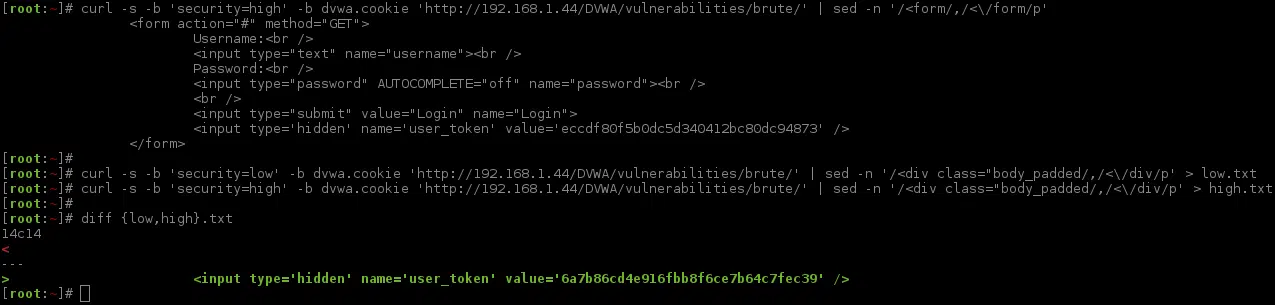 [root:~]# curl -s -b 'security=high' -b dvwa.cookie 'http://192.168.1.44/DVWA/vulnerabilities/brute/' | sed -n '/<form/,/<\/form/p'
<form action="#" method="GET">
Username:<br />
<input type="text" name="username"><br />
Password:<br />
<input type="password" AUTOCOMPLETE="off" name="password"><br />
<br />
<input type="submit" value="Login" name="Login">
<input type='hidden' name='user_token' value='eccdf80f5b0dc5d340412bc80dc94873' />
</form>
[root:~]#
[root:~]# curl -s -b 'security=low' -b dvwa.cookie 'http://192.168.1.44/DVWA/vulnerabilities/brute/' | sed -n '/<div class="body_padded/,/<\/div/p' > low.txt
[root:~]# curl -s -b 'security=high' -b dvwa.cookie 'http://192.168.1.44/DVWA/vulnerabilities/brute/' | sed -n '/<div class="body_padded/,/<\/div/p' > high.txt
[root:~]#
[root:~]# diff {low,high}.txt
14c14
<
---
> <input type='hidden' name='user_token' value='6a7b86cd4e916fbb8f6ce7b64c7fec39' />
[root:~]#